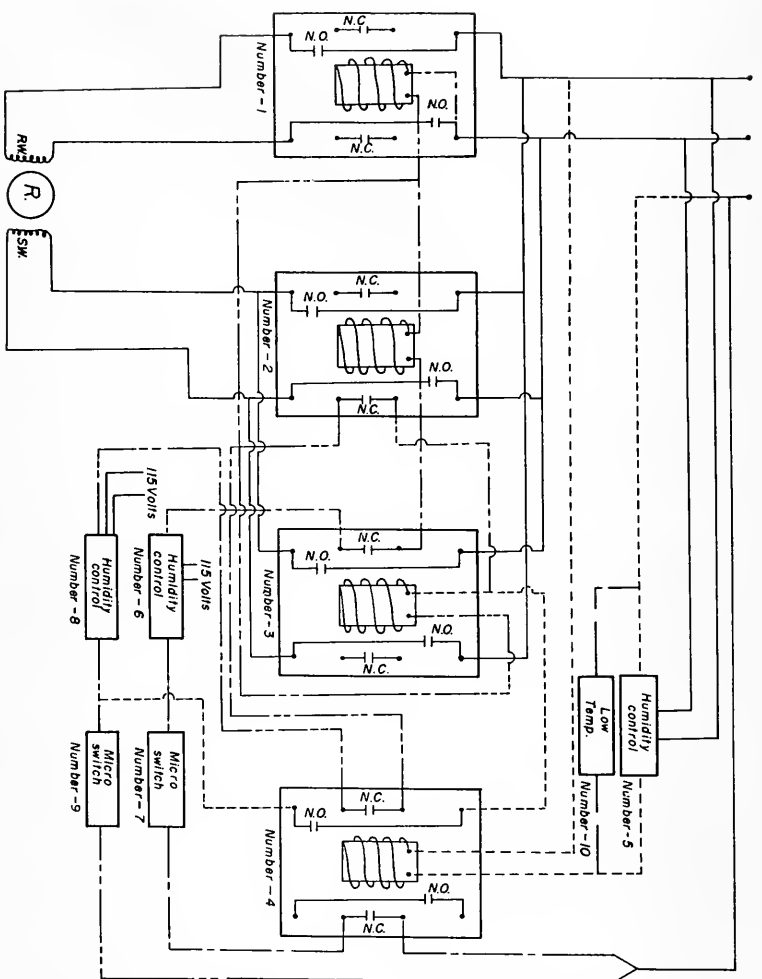 N.C.
N.O.
N.O.
N.C.
Number-1
RW.
R.
SW.
N.C.
N.O.
N.O.
N.C.
Number-2
N.C.
N.O.
N.O.
N.C.
Number-3
115 Volts
Humidity
control
Number-8
115 Volts
Humidity
control
Number-6
Micro
switch
Number-9
Micro
switch
Number-7
N.C.
N.O.
N.O.
N.C.
Number-4
Low
Temp.
Number-10
Humidity
control
Number-5